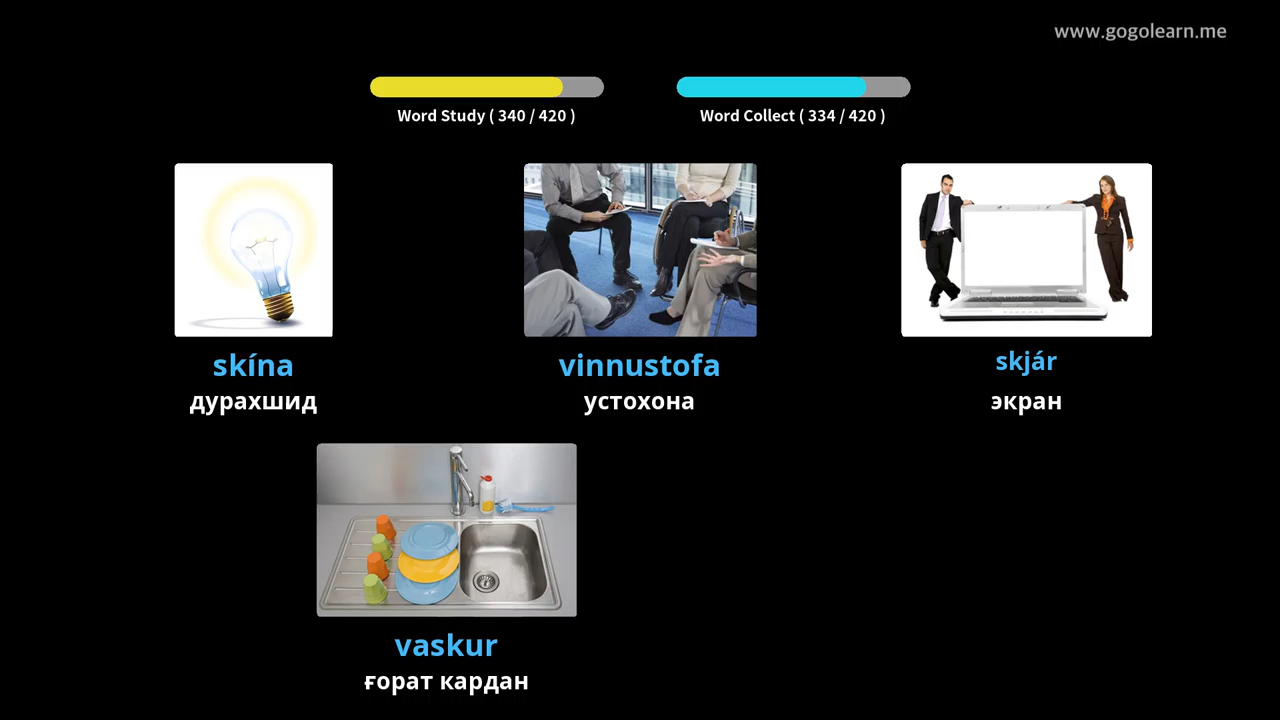 www.gogolearn.me
Word Study ( 340 / 420 )
Word Collect ( 334 / 420 )
skína
дурахшид
vinnustofa
устохона
skjár
экран
vaskur
ғорат кардан